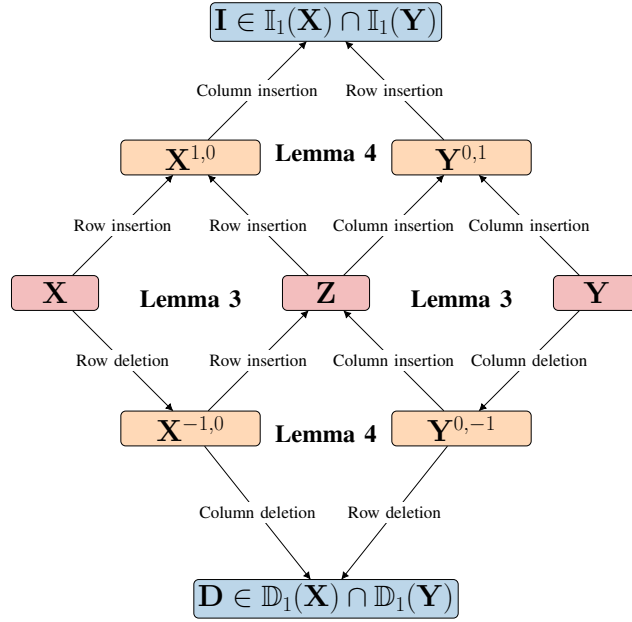 𝐈 ∈ 𝕀₁(𝐗) ∩ 𝕀₁(𝐘)
Column insertion Row insertion
𝐗^{1,0} Lemma 4 𝐘^{0,1}
Row insertion Row insertion Column insertion Column insertion
𝐗 Lemma 3 𝐙 Lemma 3 𝐘
Row deletion Row insertion Column insertion Column deletion
𝐗^{−1,0} Lemma 4 𝐘^{0,−1}
Column deletion Row deletion
𝐃 ∈ 𝔻₁(𝐗) ∩ 𝔻₁(𝐘)